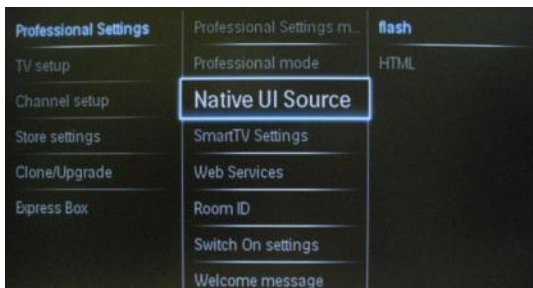 Professional Settings
TV setup
Channel setup
Store settings
Clone/Upgrade
Express Box
Professional Settings m...
Professional mode
Native UI Source
SmartTV Settings
Web Services
Room ID
Switch On settings
Welcome message
flash
HTML